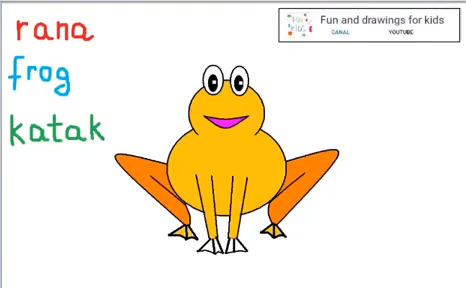 rana
frog
katak
Fun and drawings for kids
CANAL YOUTUBE